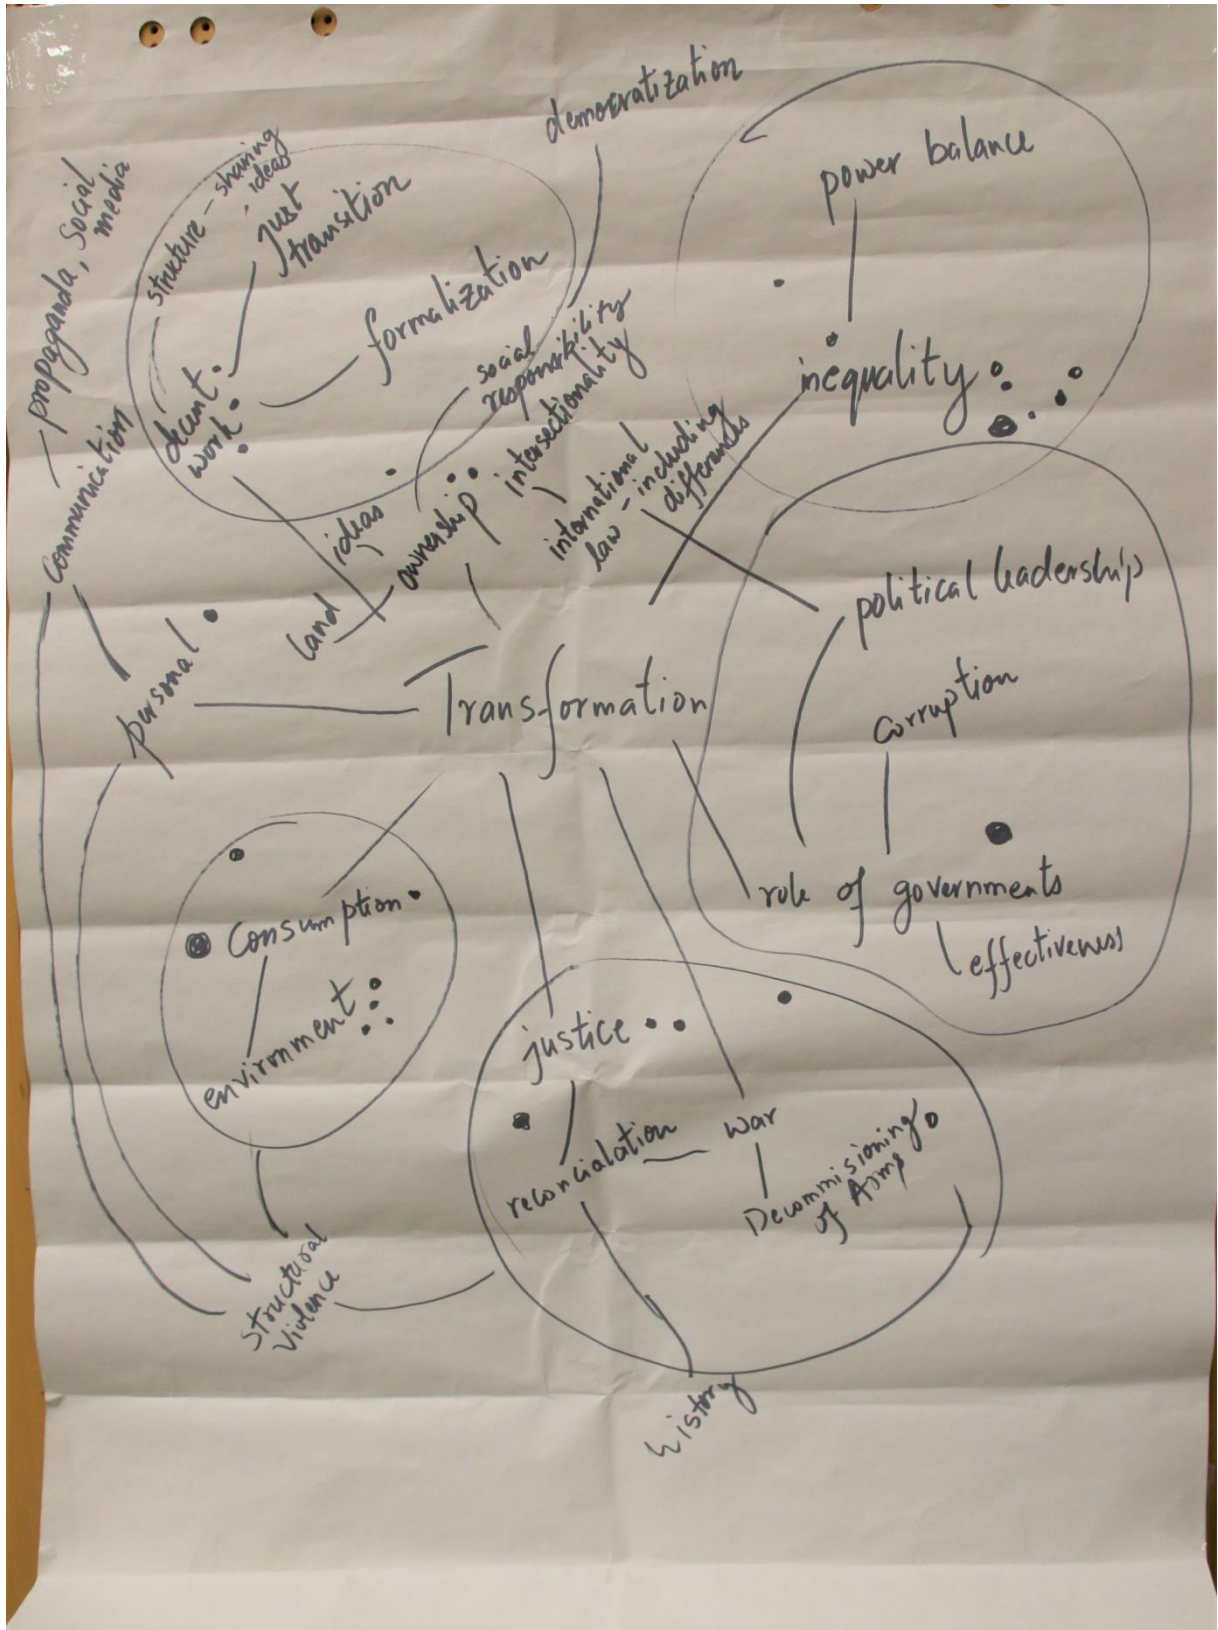 democratization
power balance
structure - sharing
ideas
just
transition
propaganda, Social
media
formalization
social
responsibility
intersectionality
inequality
decent
work
communication
international
law - including
differences
ideas
ownership
land
political leadership
personal
Transformation
corruption
role of governments
effectiveness
Consumption
environment
justice
war
reconcialation
Decommisioning
of Arms
structural
violence
history